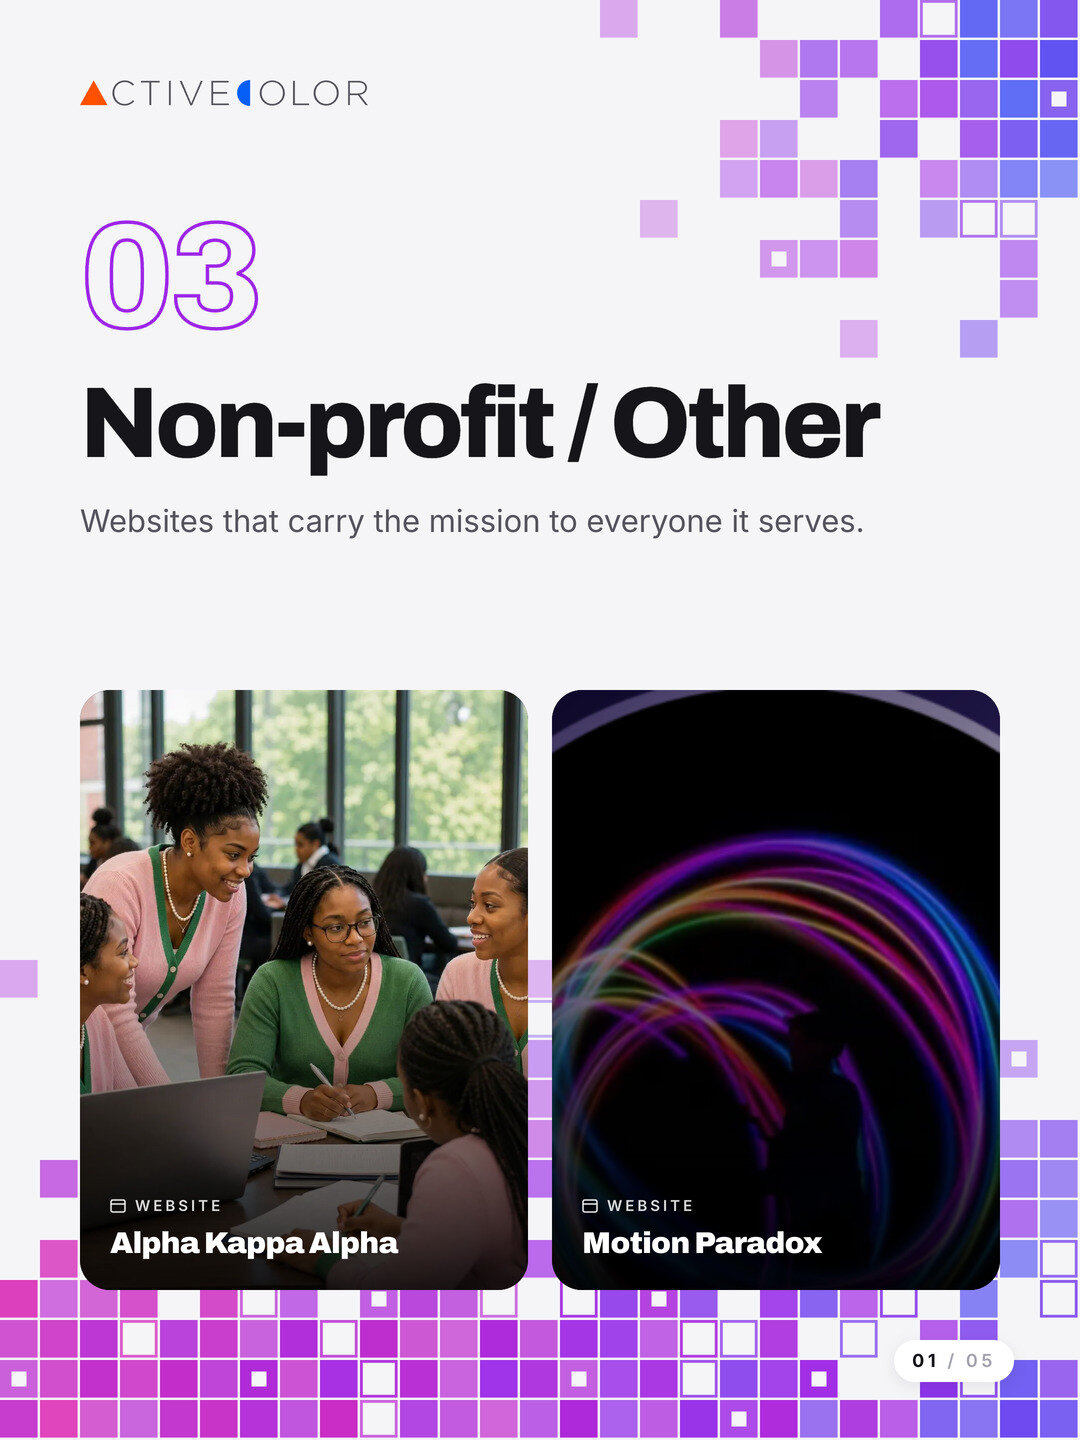 ACTIVECOLOR
03
Non-profit / Other
Websites that carry the mission to everyone it serves.
WEBSITE
Alpha Kappa Alpha
WEBSITE
Motion Paradox
01 / 05